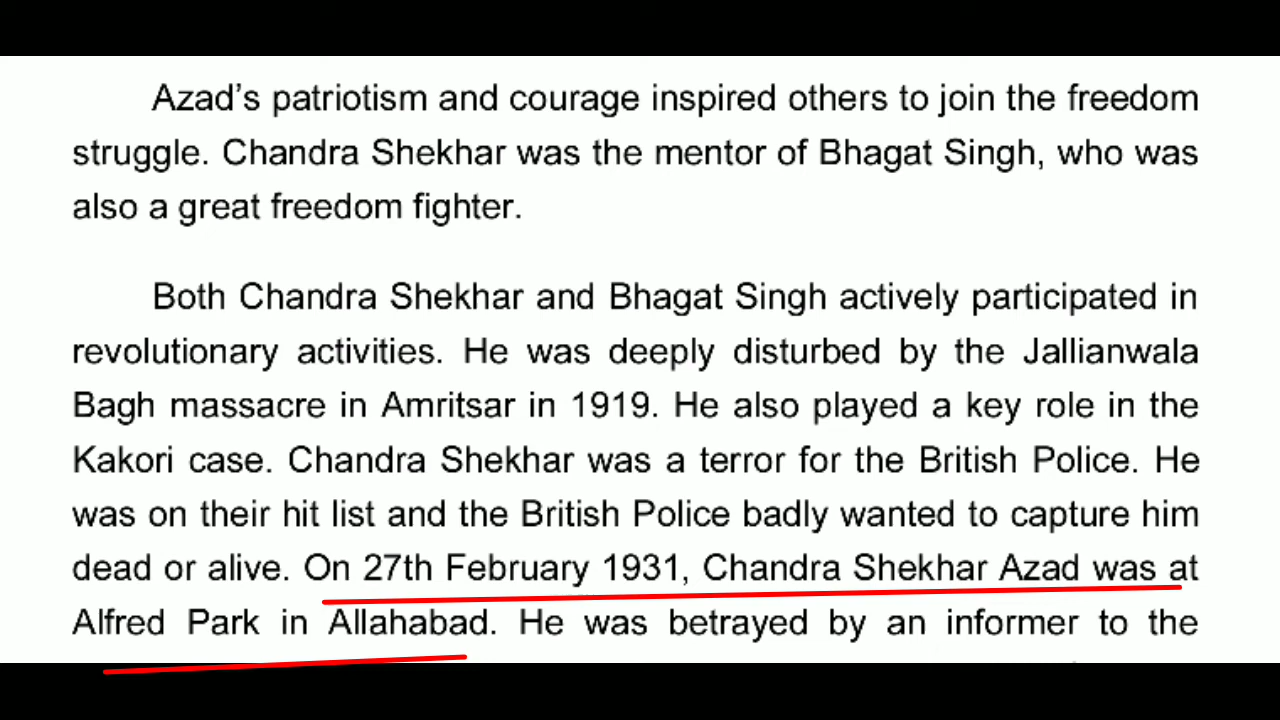 Azad’s patriotism and courage inspired others to join the freedom
struggle. Chandra Shekhar was the mentor of Bhagat Singh, who was
also a great freedom fighter.
Both Chandra Shekhar and Bhagat Singh actively participated in
revolutionary activities. He was deeply disturbed by the Jallianwala
Bagh massacre in Amritsar in 1919. He also played a key role in the
Kakori case. Chandra Shekhar was a terror for the British Police. He
was on their hit list and the British Police badly wanted to capture him
dead or alive. On 27th February 1931, Chandra Shekhar Azad was at
Alfred Park in Allahabad. He was betrayed by an informer to the